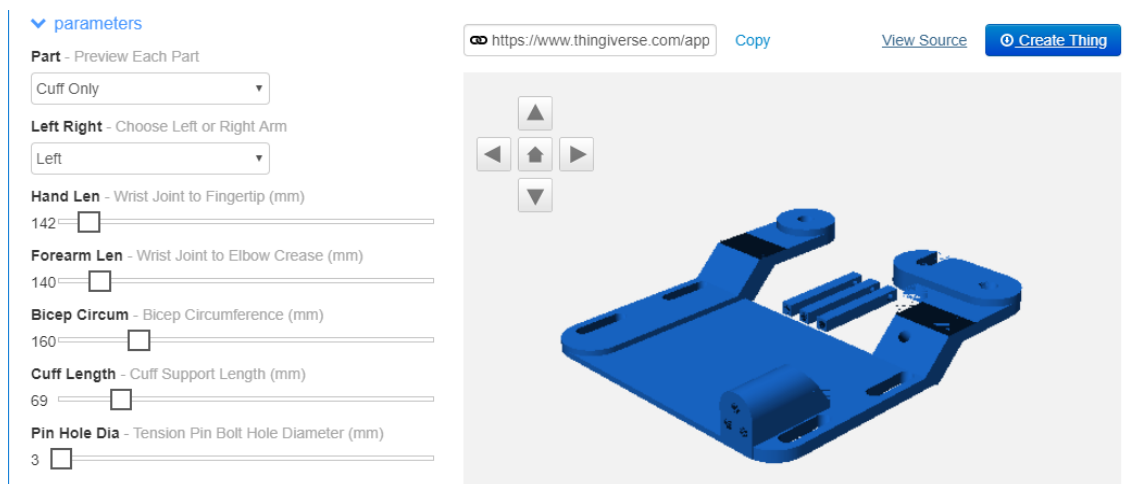 parameters
Part - Preview Each Part
Cuff Only
Left Right - Choose Left or Right Arm
Left
Hand Len - Wrist Joint to Fingertip (mm)
142
Forearm Len - Wrist Joint to Elbow Crease (mm)
140
Bicep Circum - Bicep Circumference (mm)
160
Cuff Length - Cuff Support Length (mm)
69
Pin Hole Dia - Tension Pin Bolt Hole Diameter (mm)
3
https://www.thingiverse.com/app
Copy
View Source
Create Thing